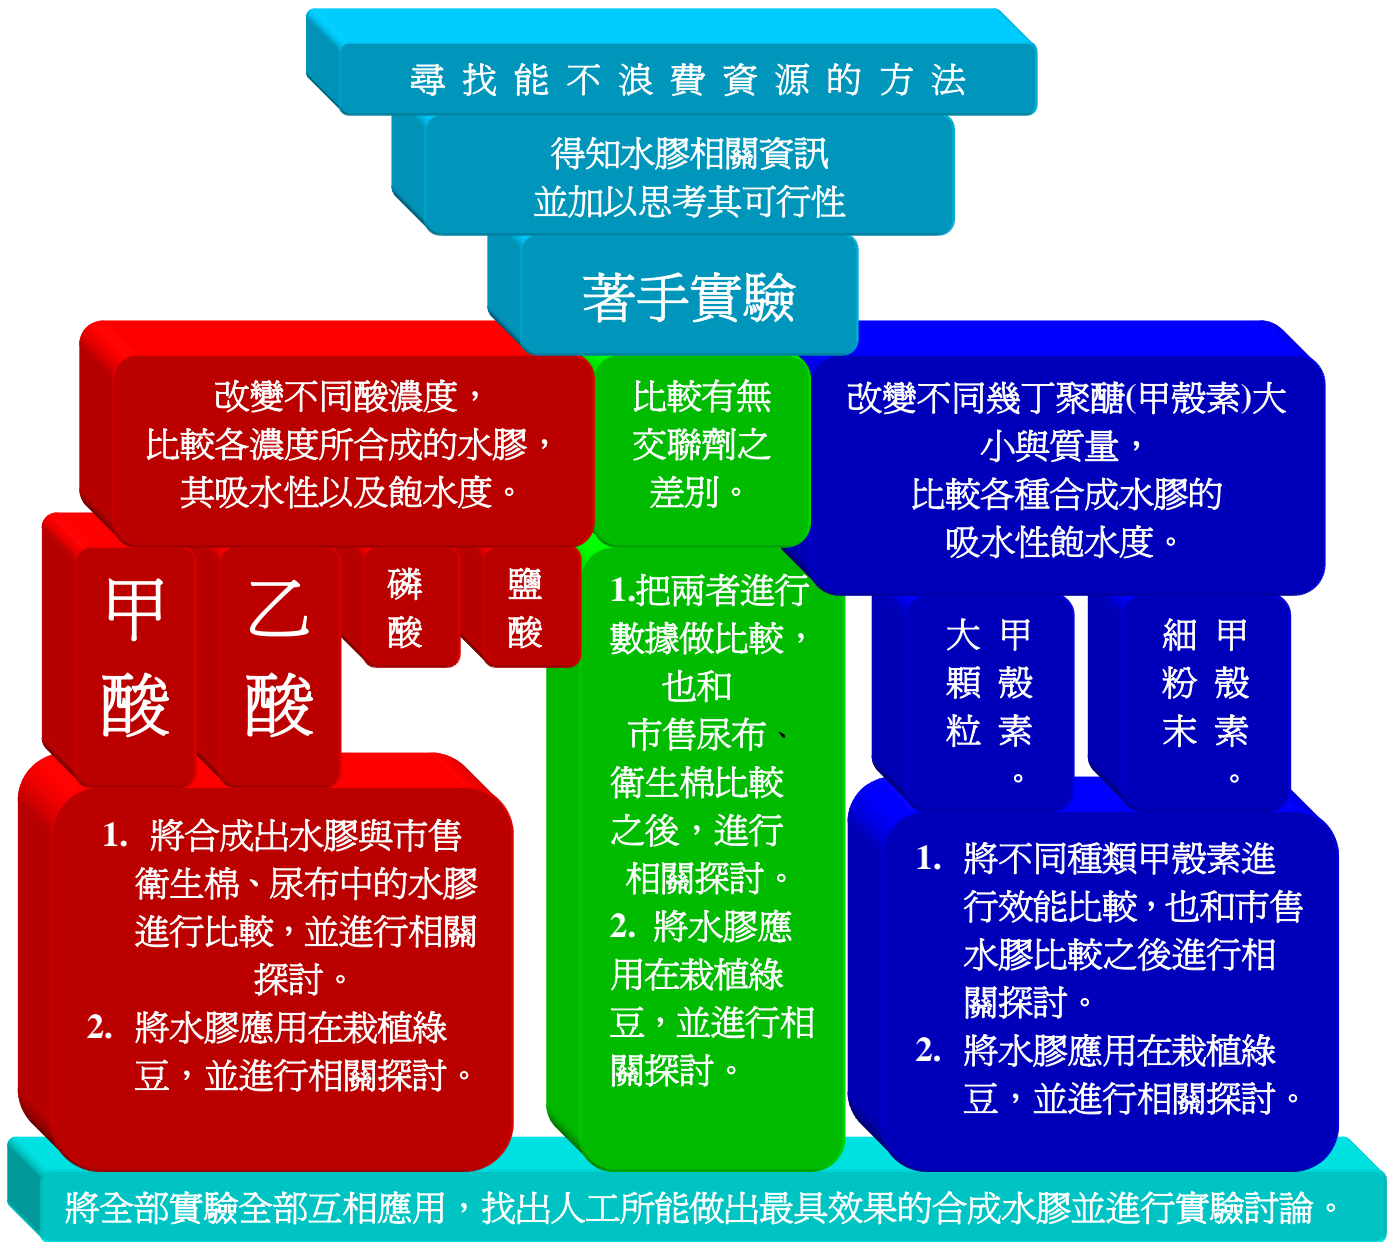 尋找能不浪費資源的方法
得知水膠相關資訊
並加以思考其可行性
著手實驗
改變不同酸濃度，
比較各濃度所合成的水膠，
其吸水性以及飽水度。
甲酸
乙酸
磷酸
鹽酸
1. 將合成出水膠與市售
衛生棉、尿布中的水膠
進行比較，並進行相關
探討。
2. 將水膠應用在栽植綠
豆，並進行相關探討。
比較有無
交聯劑之
差別。
1.把兩者進行
數據做比較，
也和
市售尿布、
衛生棉比較
之後，進行
相關探討。
2. 將水膠應
用在栽植綠
豆，並進行相
關探討。
改變不同幾丁聚醣(甲殼素)大
小與質量，
比較各種合成水膠的
吸水性飽水度。
甲殼素。
大顆粒
甲殼素。
細粉末
1. 將不同種類甲殼素進
行效能比較，也和市售
水膠比較之後進行相
關探討。
2. 將水膠應用在栽植綠
豆，並進行相關探討。
將全部實驗全部互相應用，找出人工所能做出最具效果的合成水膠並進行實驗討論。